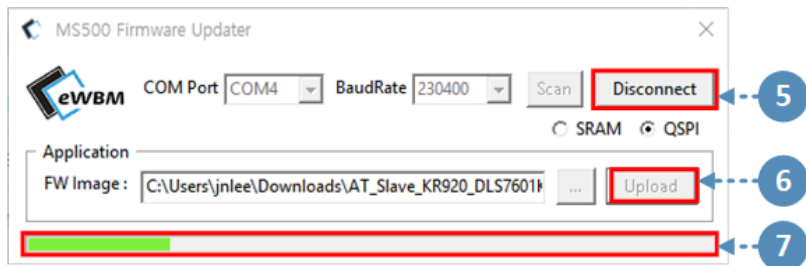 MS500 Firmware Updater
eWBM COM Port COM4 BaudRate 230400 Scan Disconnect 5
SRAM QSPI
Application
FW Image : C:\Users\jnlee\Downloads\AT_Slave_KR920_DLS7601K ... Upload 6
7